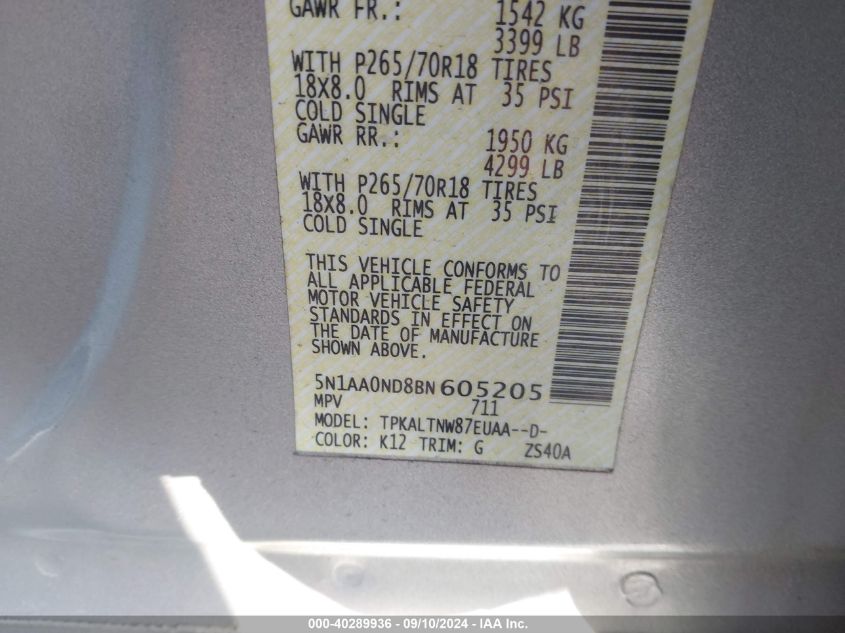 GAWR FR.: 1542 KG
3399 LB
WITH P265/70R18 TIRES
18X8.0 RIMS AT 35 PSI
COLD SINGLE
GAWR RR.: 1950 KG
4299 LB
WITH P265/70R18 TIRES
18X8.0 RIMS AT 35 PSI
COLD SINGLE
THIS VEHICLE CONFORMS TO
ALL APPLICABLE FEDERAL
MOTOR VEHICLE SAFETY
STANDARDS IN EFFECT ON
THE DATE OF MANUFACTURE
SHOWN ABOVE.
5N1AA0ND8BN605205
MPV 711
MODEL: TPKALTNW87EUAA--D-
COLOR: K12 TRIM: G ZS40A
000-40289936 - 09/10/2024 - IAA Inc.